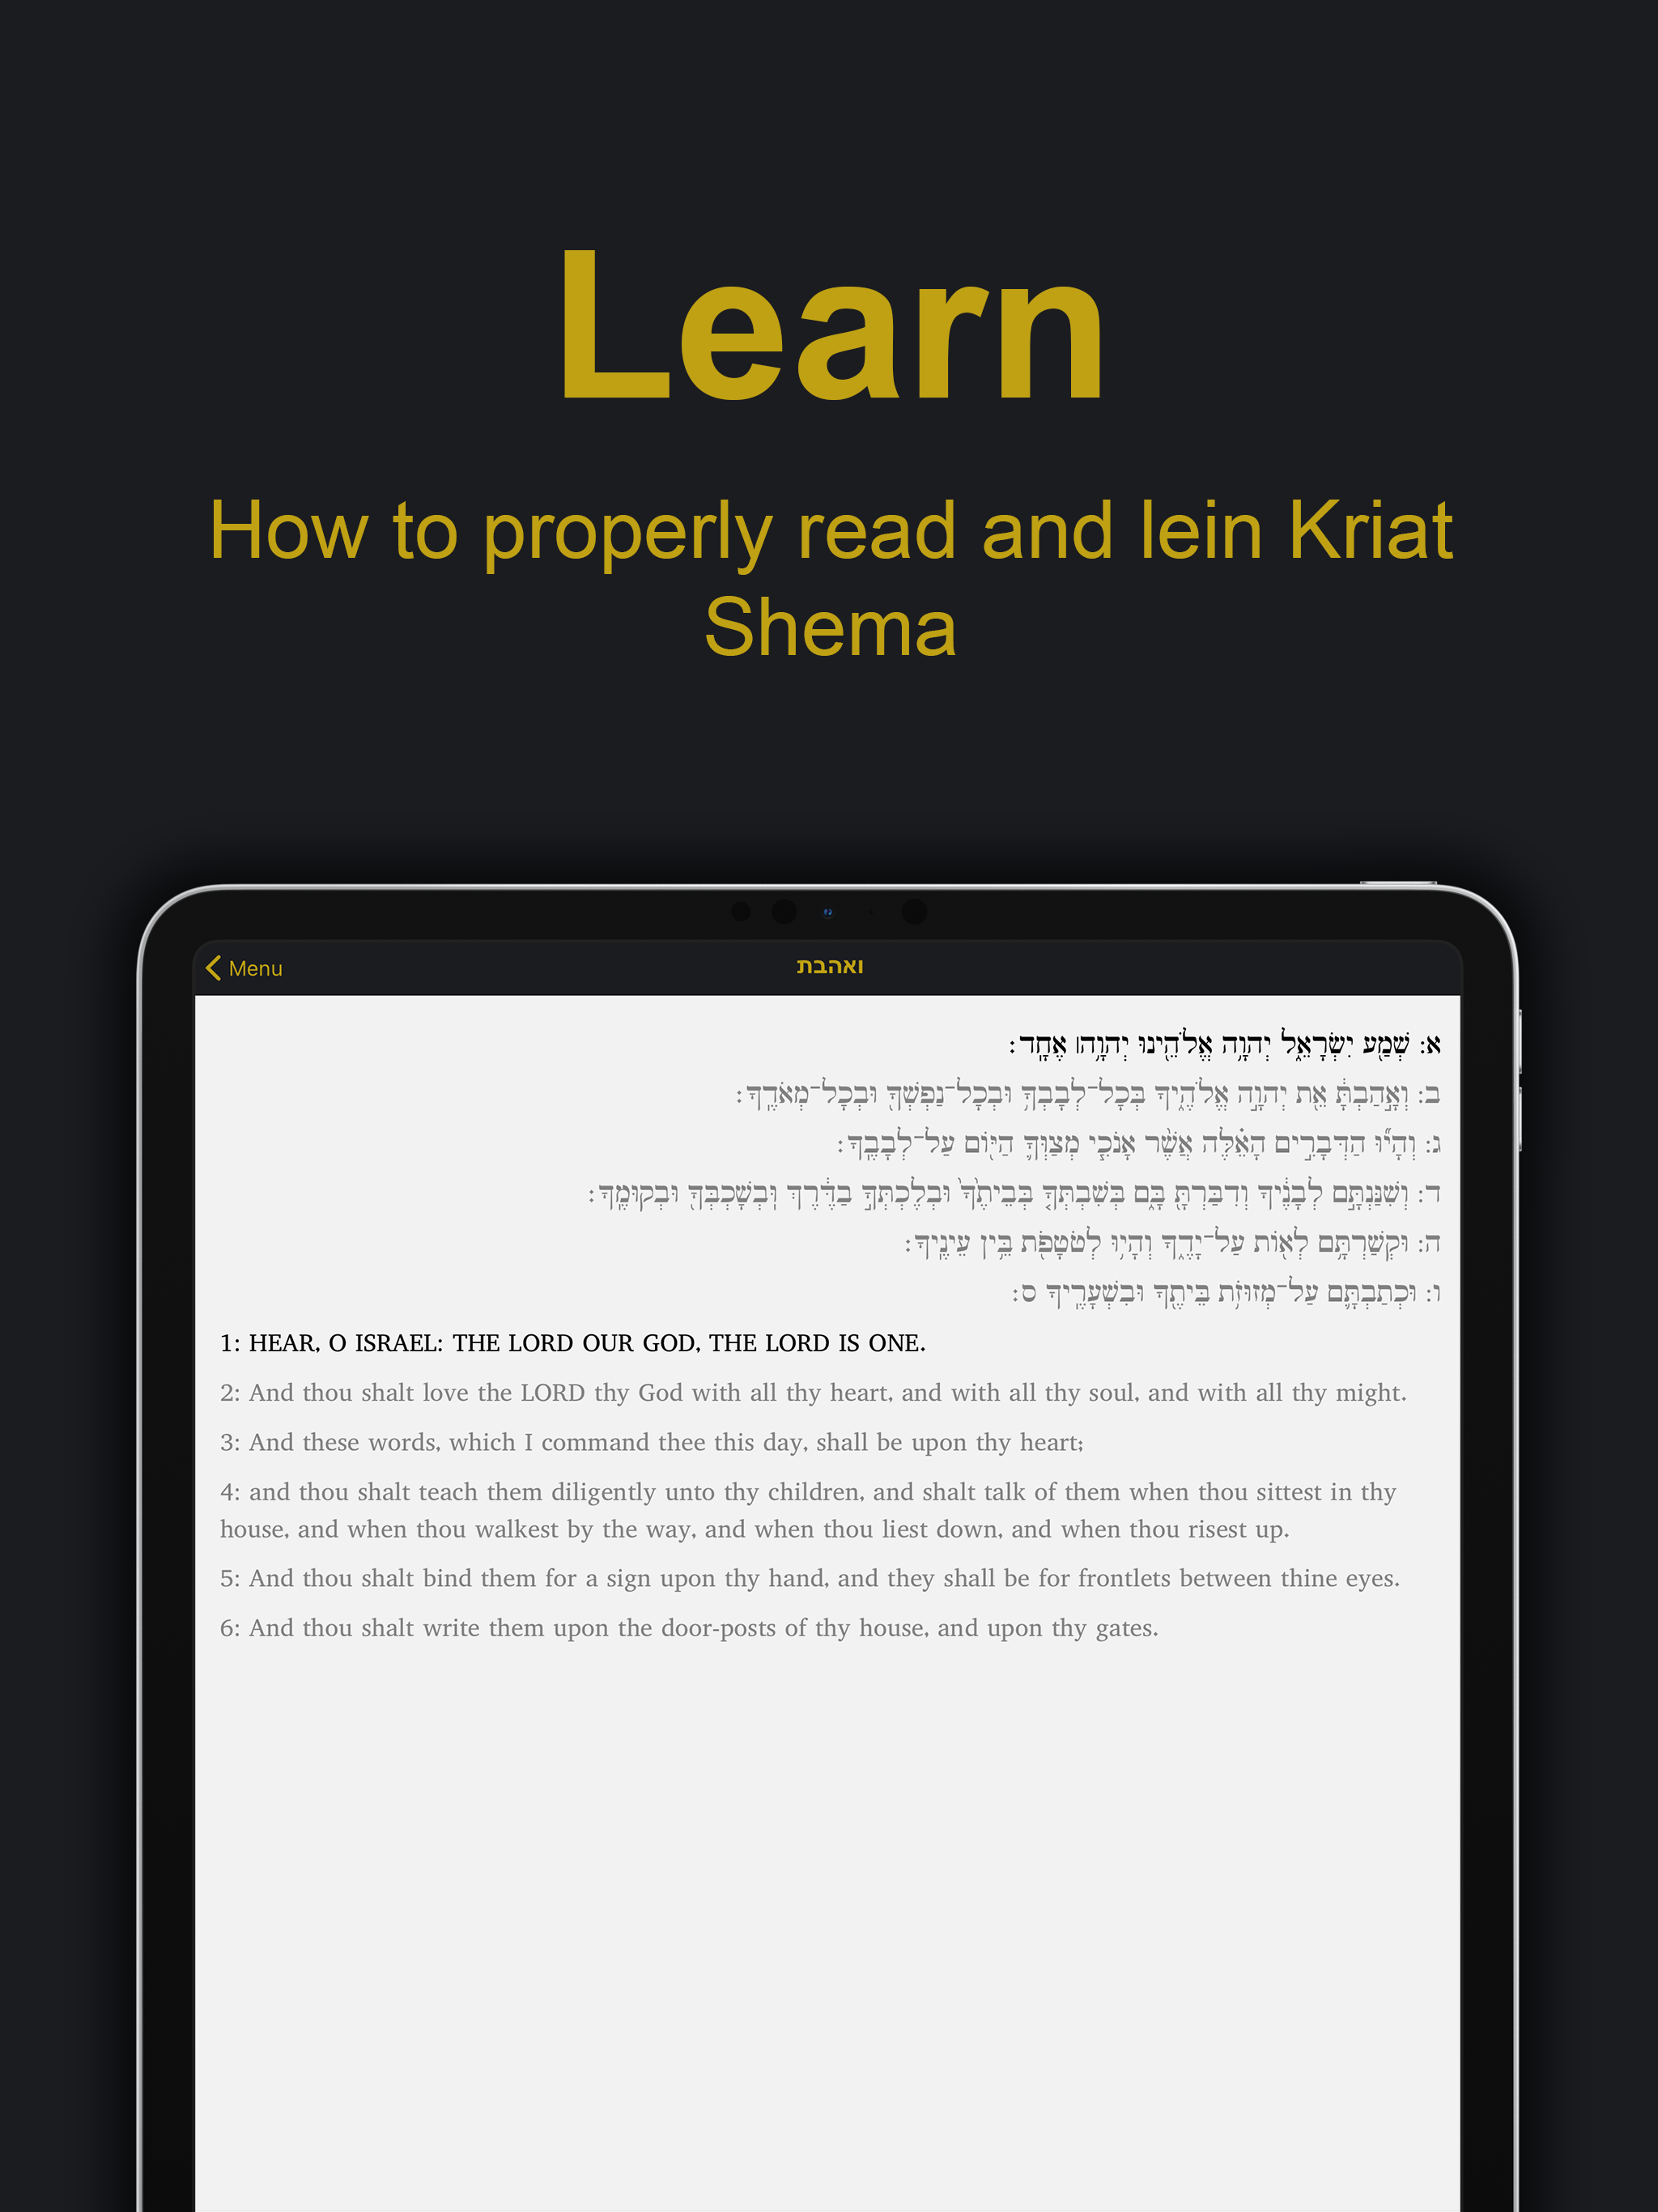 Learn
How to properly read and lein Kriat
Shema
Menu
ואהבת
א: שְׁמַ֖ע יִשְׂרָאֵ֑ל יְהוָ֥ה אֱלֹהֵ֖ינוּ יְהוָ֥ה׀ אֶחָֽד׃
ב: וְאָ֣הַבְתָּ֔ אֵ֖ת יְהוָ֣ה אֱלֹהֶ֑יךָ בְּכָל־לְבָבְךָ֥ וּבְכָל־נַפְשְׁךָ֖ וּבְכָל־מְאֹדֶֽךָ׃
ג: וְהָי֞וּ הַדְּבָרִ֣ים הָאֵ֗לֶּה אֲשֶׁ֨ר אָנֹכִ֧י מְצַוְּךָ֛ הַיּ֖וֹם עַל־לְבָבֶֽךָ׃
ד: וְשִׁנַּנְתָּ֣ם לְבָנֶ֔יךָ וְדִבַּרְתָּ֖ בָּ֑ם בְּשִׁבְתְּךָ֤ בְּבֵיתֶ֙ךָ֙ וּבְלֶכְתְּךָ֣ בַדֶּ֔רֶךְ וּֽבְשָׁכְבְּךָ֖ וּבְקוּמֶֽךָ׃
ה: וּקְשַׁרְתָּ֥ם לְא֖וֹת עַל־יָדֶ֑ךָ וְהָי֥וּ לְטֹטָפֹ֖ת בֵּ֥ין עֵינֶֽיךָ׃
ו: וּכְתַבְתָּ֛ם עַל־מְזוּזֹ֥ת בֵּיתֶ֖ךָ וּבִשְׁעָרֶֽיךָ ס׃
1: HEAR, O ISRAEL: THE LORD OUR GOD, THE LORD IS ONE.
2: And thou shalt love the LORD thy God with all thy heart, and with all thy soul, and with all thy might.
3: And these words, which I command thee this day, shall be upon thy heart;
4: and thou shalt teach them diligently unto thy children, and shalt talk of them when thou sittest in thy
house, and when thou walkest by the way, and when thou liest down, and when thou risest up.
5: And thou shalt bind them for a sign upon thy hand, and they shall be for frontlets between thine eyes.
6: And thou shalt write them upon the door-posts of thy house, and upon thy gates.